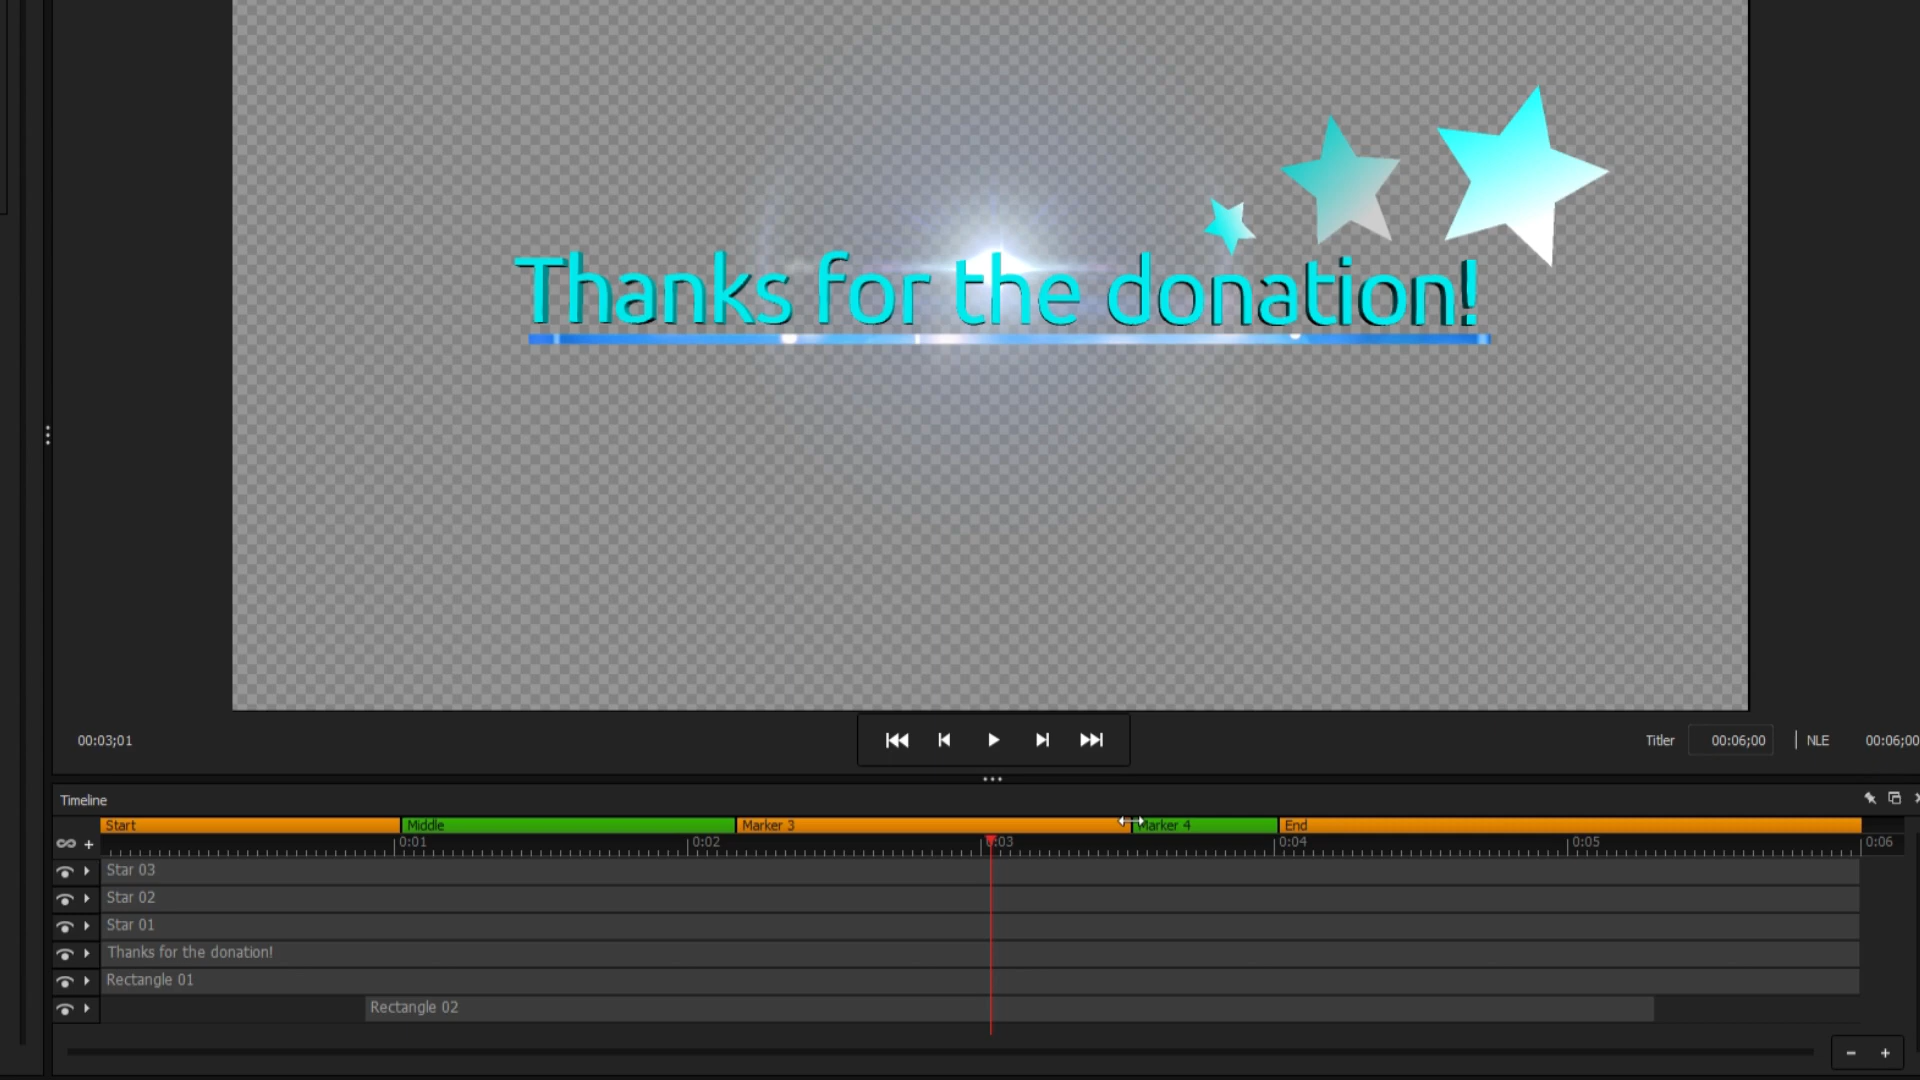 Thanks for the donation!
00:03;01
Titler 00:06;00 NLE 00:06;00
Timeline
Start Middle Marker 3 Marker 4 End
0:01 0:02 0:03 0:04 0:05 0:06
Star 03
Star 02
Star 01
Thanks for the donation!
Rectangle 01
Rectangle 02